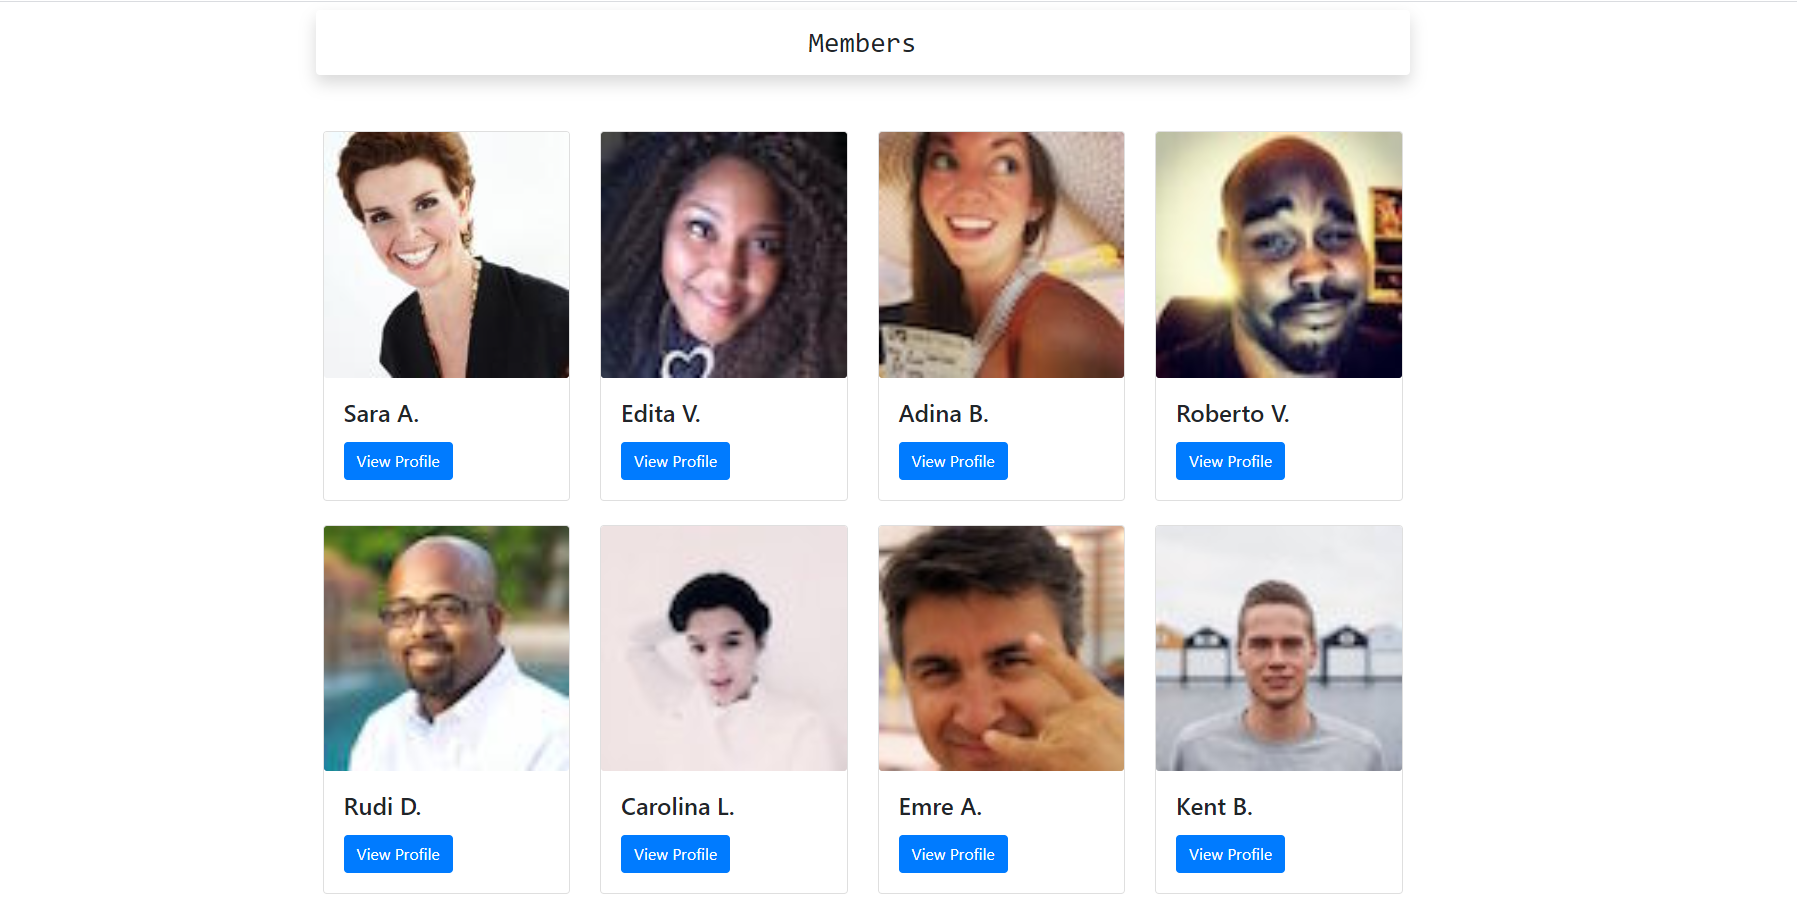 Members
Sara A.
Edita V.
Adina B.
Roberto V.
View Profile
View Profile
View Profile
View Profile
Rudi D.
Carolina L.
Emre A.
Kent B.
View Profile
View Profile
View Profile
View Profile